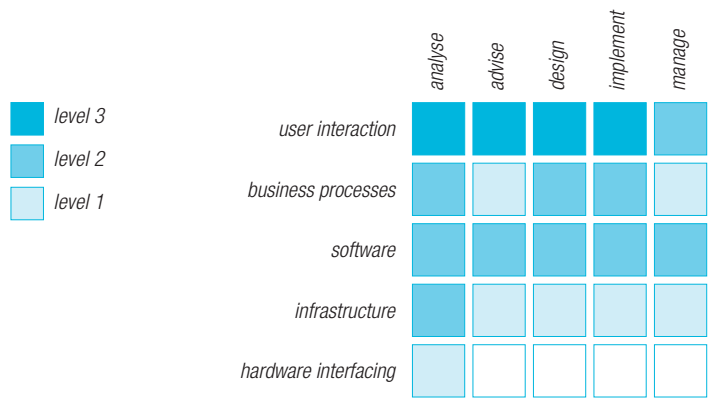 analyse
advise
design
implement
manage
level 3
level 2
level 1
user interaction
business processes
software
infrastructure
hardware interfacing